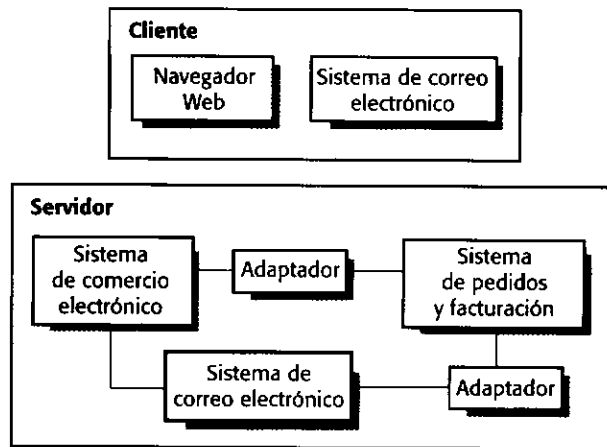 Cliente
Navegador
Web
Sistema de correo
electrónico
Servidor
Sistema
de comercio
electrónico
Adaptador
Sistema
de pedidos
y facturación
Sistema de
correo electrónico
Adaptador